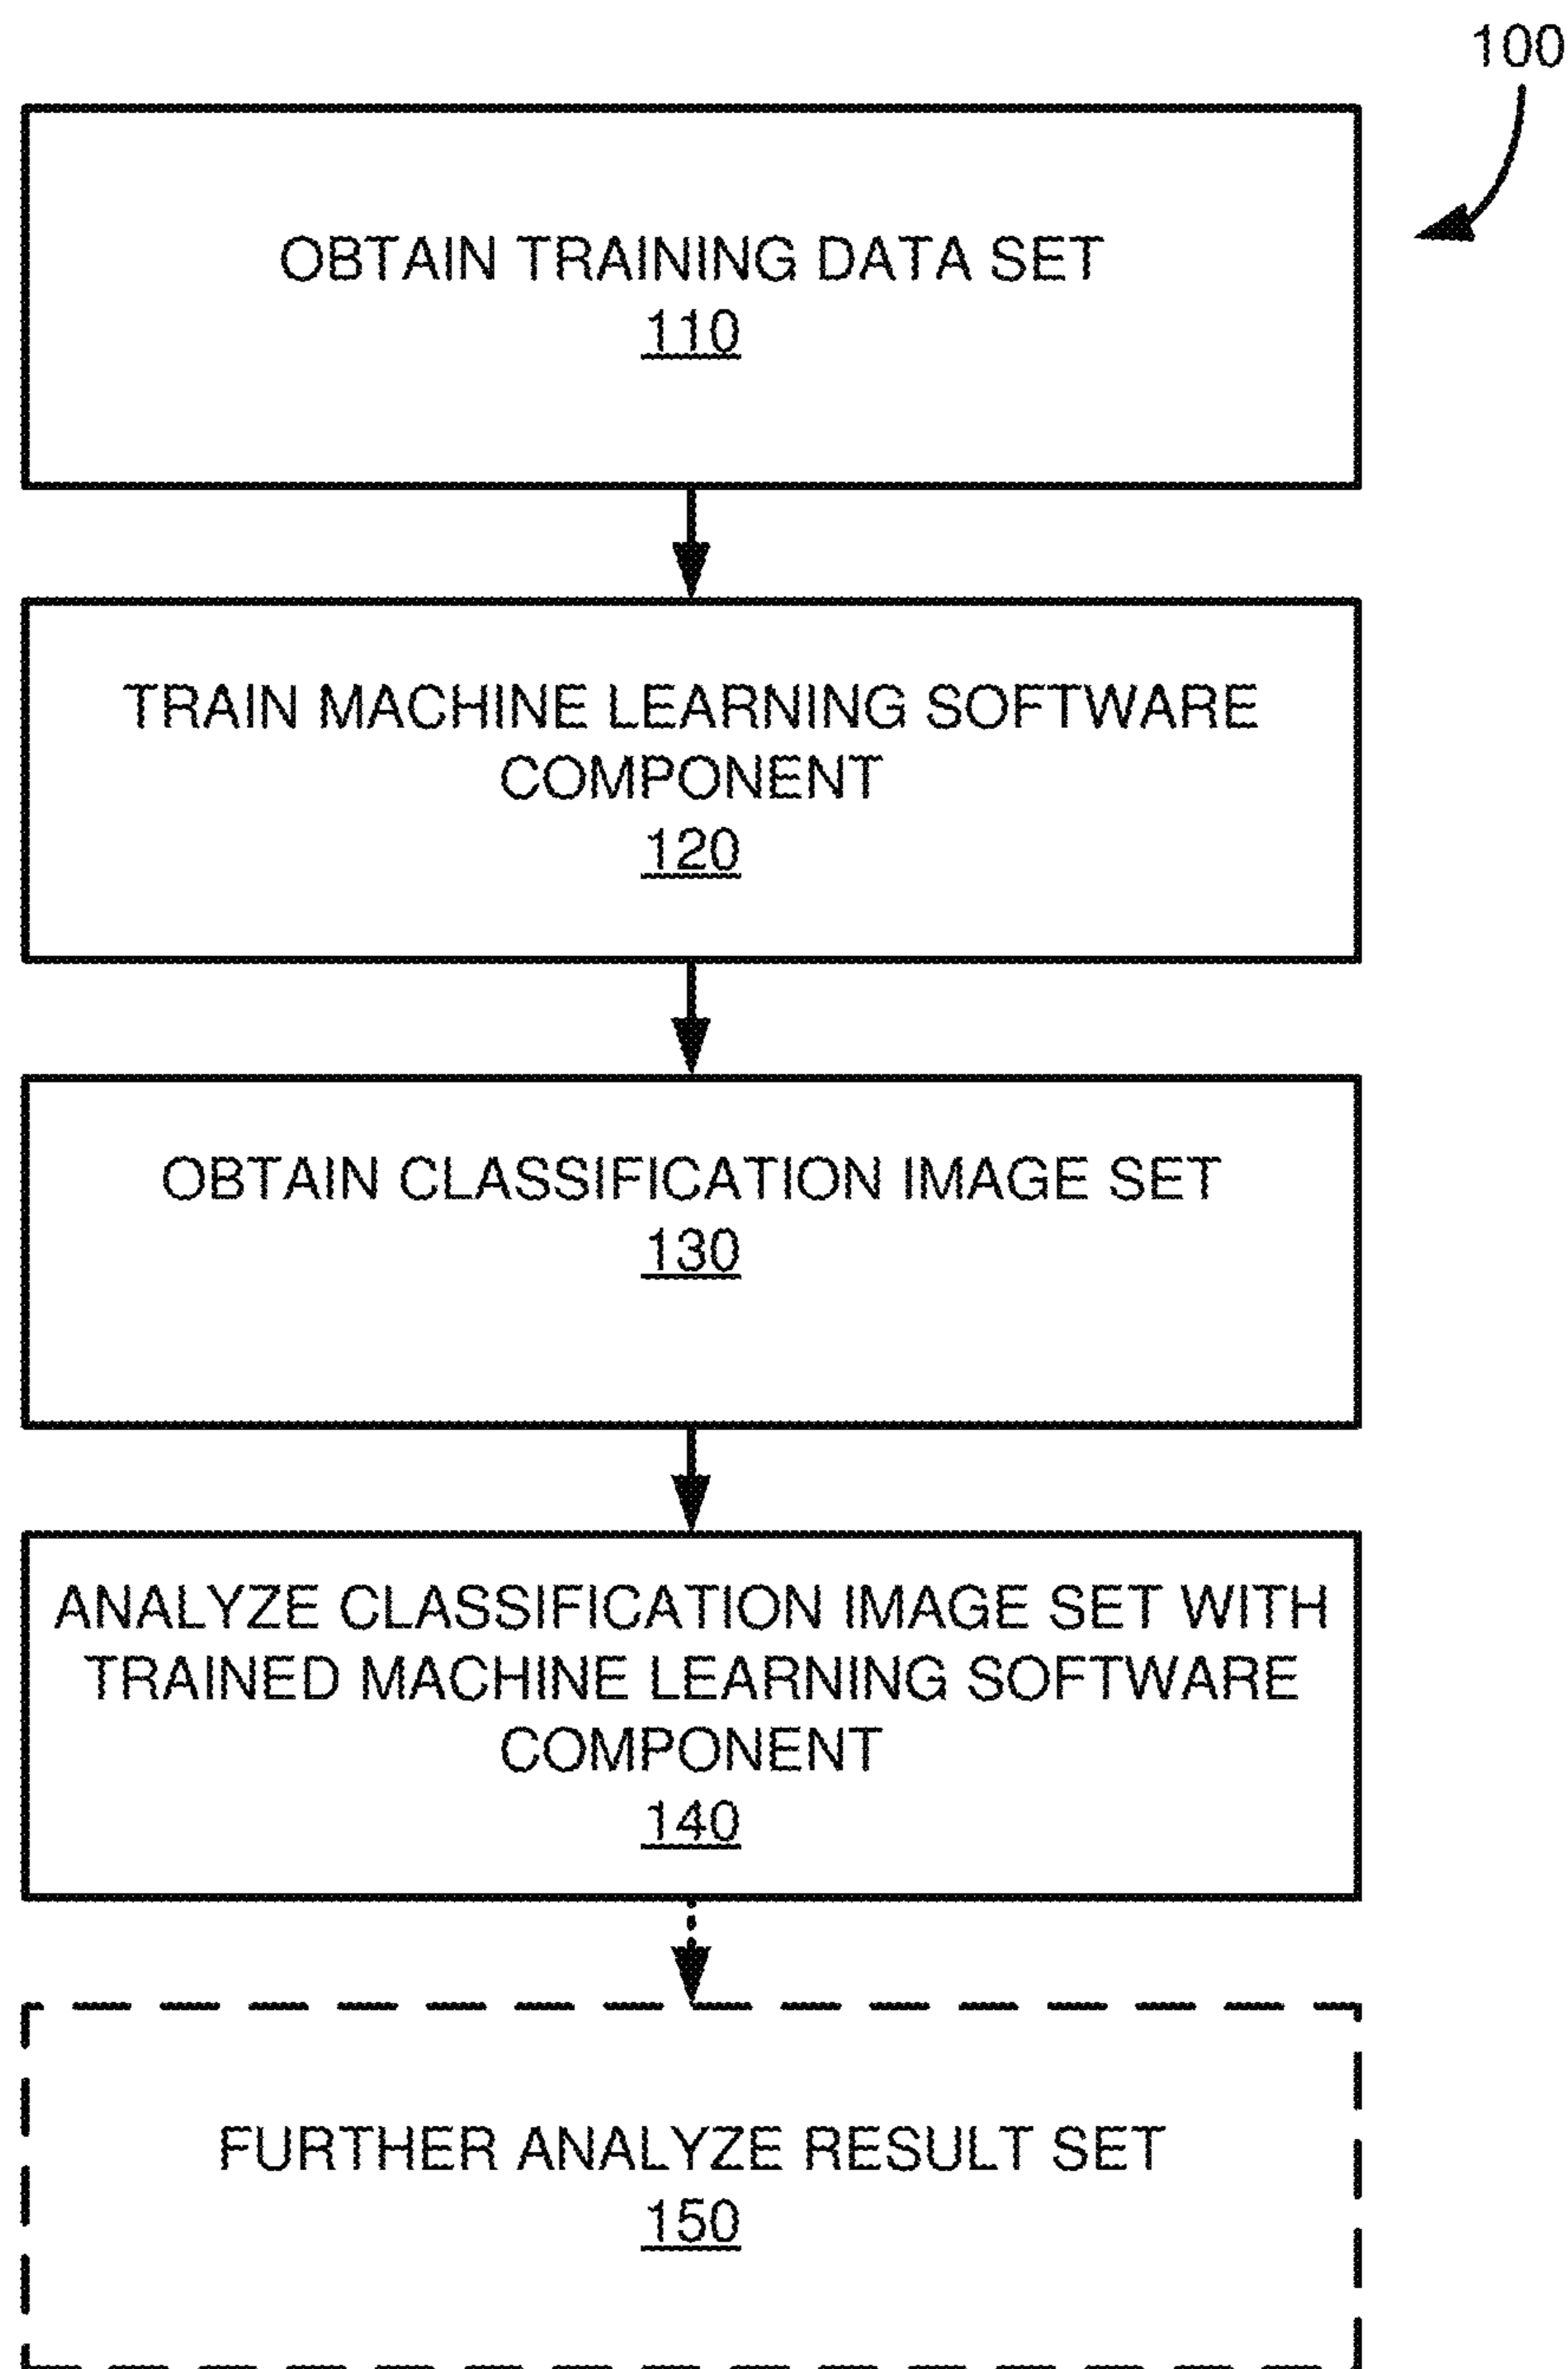 100
OBTAIN TRAINING DATA SET
110
TRAIN MACHINE LEARNING SOFTWARE
COMPONENT
120
OBTAIN CLASSIFICATION IMAGE SET
130
ANALYZE CLASSIFICATION IMAGE SET WITH
TRAINED MACHINE LEARNING SOFTWARE
COMPONENT
140
FURTHER ANALYZE RESULT SET
150